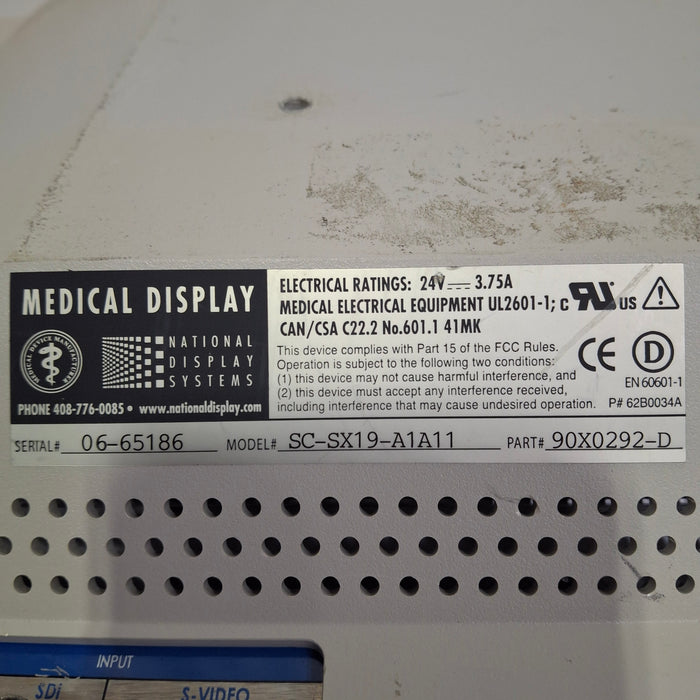 MEDICAL DISPLAY
MEDICAL DEVICE MANUFACTURER
NATIONAL
DISPLAY
SYSTEMS
PHONE 408-776-0085 • www.nationaldisplay.com
ELECTRICAL RATINGS: 24V⎓ 3.75A
MEDICAL ELECTRICAL EQUIPMENT UL2601-1; C RU US
CAN/CSA C22.2 No.601.1 41MK
This device complies with Part 15 of the FCC Rules.
Operation is subject to the following two conditions:
(1) this device may not cause harmful interference, and
(2) this device must accept any interference received,
including interference that may cause undesired operation.
CE D
EN 60601-1
P# 62B0034A
SERIAL# 06-65186 MODEL# SC-SX19-A1A11 PART# 90X0292-D
INPUT
SDi S-VIDEO